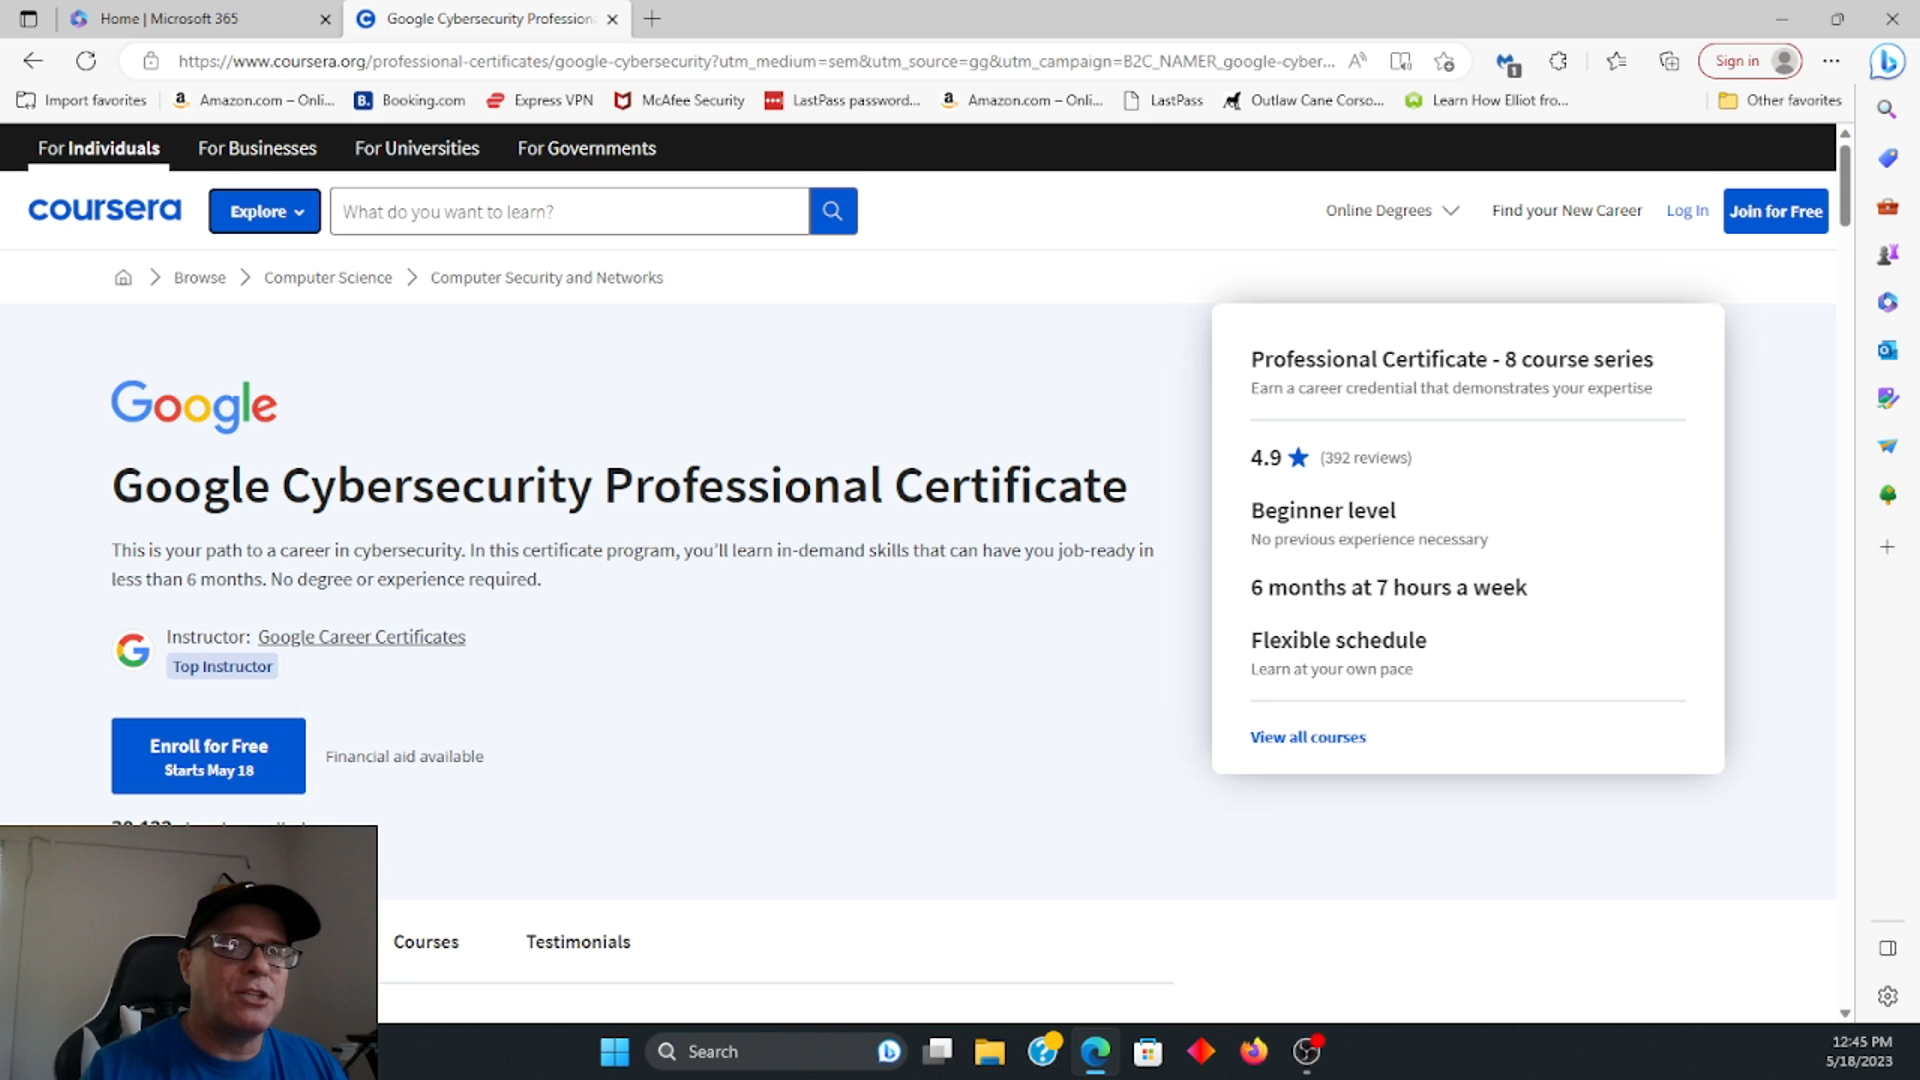 Home | Microsoft 365
Google Cybersecurity Profession
https://www.coursera.org/professional-certificates/google-cybersecurity?utm_medium=sem&utm_source=gg&utm_campaign=B2C_NAMER_google-cyber...
1
Sign in
Import favorites
Amazon.com – Onli...
Booking.com
Express VPN
McAfee Security
LastPass password...
Amazon.com – Onli...
LastPass
Outlaw Cane Corso...
Learn How Elliot fro...
Other favorites
For Individuals
For Businesses
For Universities
For Governments
coursera
Explore
What do you want to learn?
Online Degrees
Find your New Career
Log In
Join for Free
Browse
Computer Science
Computer Security and Networks
Google
Google Cybersecurity Professional Certificate
This is your path to a career in cybersecurity. In this certificate program, you'll learn in-demand skills that can have you job-ready in
less than 6 months. No degree or experience required.
Instructor: Google Career Certificates
Top Instructor
Enroll for Free
Starts May 18
Financial aid available
Professional Certificate - 8 course series
Earn a career credential that demonstrates your expertise
4.9 ★ (392 reviews)
Beginner level
No previous experience necessary
6 months at 7 hours a week
Flexible schedule
Learn at your own pace
View all courses
Courses
Testimonials
Search
12:45 PM
5/18/2023